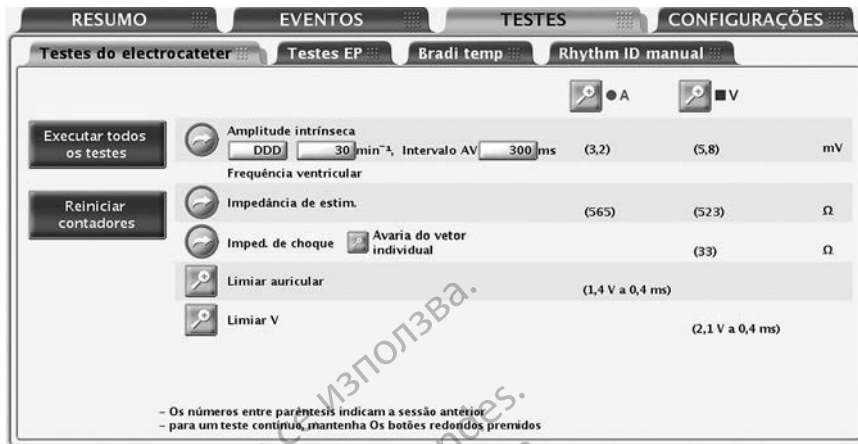 RESUMO EVENTOS TESTES CONFIGURAÇÕES
Testes do electrocateter Testes EP Bradi temp Rhythm ID manual
A V
Executar todos os testes
Reiniciar contadores
Amplitude intrínseca
DDD 30 min⁻¹, Intervalo AV 300 ms (3,2) (5,8) mV
Frequência ventricular
Impedância de estim. (565) (523) Ω
Imped. de choque Avaria do vetor individual (33) Ω
Limiar auricular (1,4 V a 0,4 ms)
Limiar V (2,1 V a 0,4 ms)
- Os números entre parêntesis indicam a sessão anterior
- para um teste contínuo, mantenha Os botões redondos premidos
се използва.